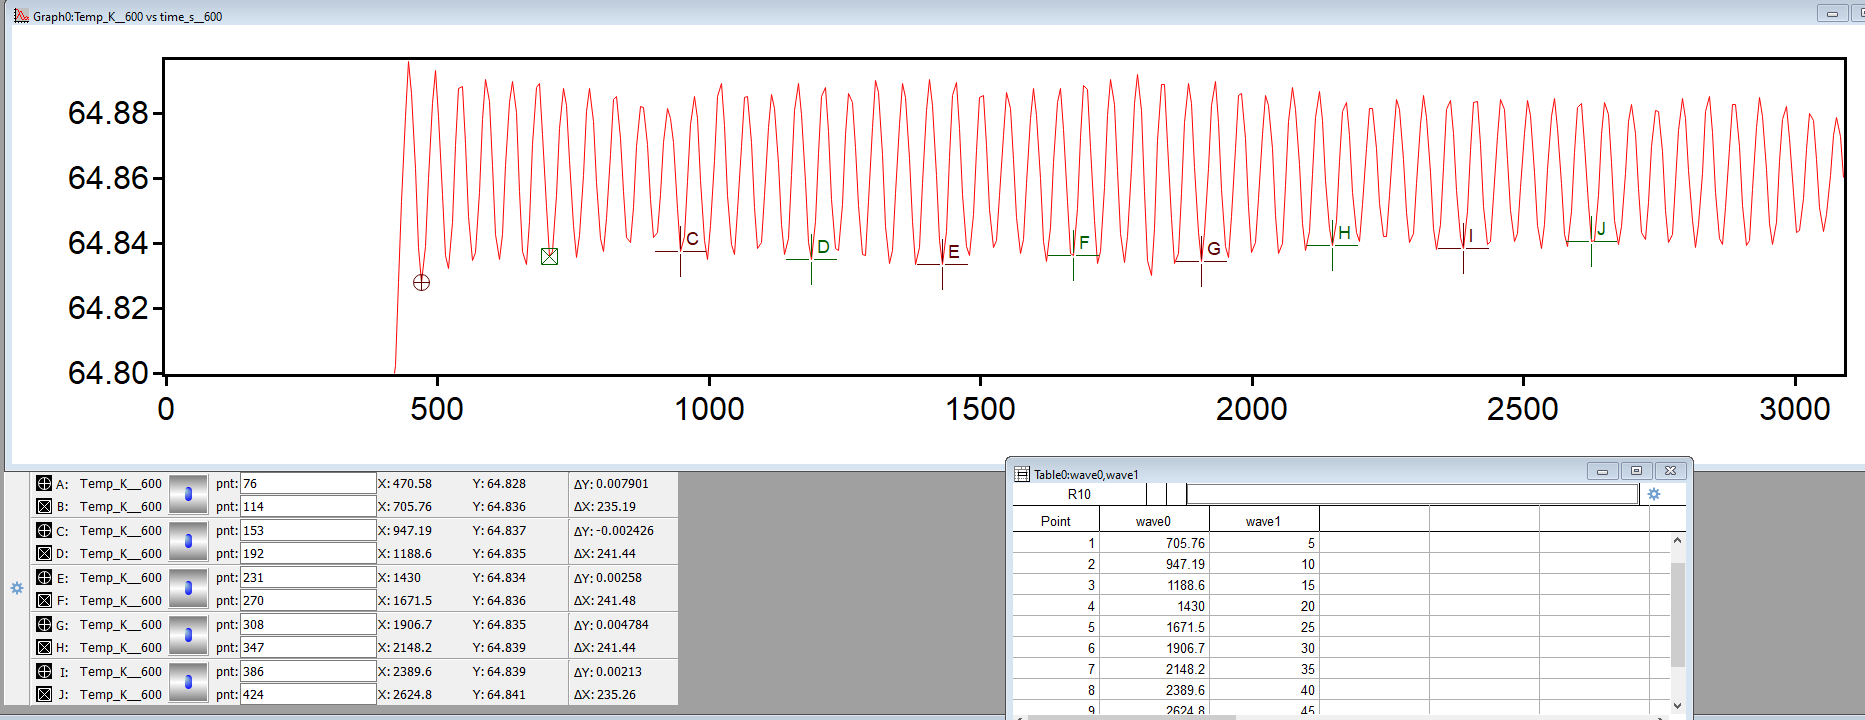 Graph0:Temp_K__600 vs time_s__600
64.88
64.86
64.84
64.82
64.80
C
D
E
F
G
H
I
J
0 500 1000 1500 2000 2500 3000
A: Temp_K__600 pnt: 76 X: 470.58 Y: 64.828 ΔY: 0.007901
B: Temp_K__600 pnt: 114 X: 705.76 Y: 64.836 ΔX: 235.19
C: Temp_K__600 pnt: 153 X: 947.19 Y: 64.837 ΔY: -0.002426
D: Temp_K__600 pnt: 192 X: 1188.6 Y: 64.835 ΔX: 241.44
E: Temp_K__600 pnt: 231 X: 1430 Y: 64.834 ΔY: 0.00258
F: Temp_K__600 pnt: 270 X: 1671.5 Y: 64.836 ΔX: 241.48
G: Temp_K__600 pnt: 308 X: 1906.7 Y: 64.835 ΔY: 0.004784
H: Temp_K__600 pnt: 347 X: 2148.2 Y: 64.839 ΔX: 241.44
I: Temp_K__600 pnt: 386 X: 2389.6 Y: 64.839 ΔY: 0.00213
J: Temp_K__600 pnt: 424 X: 2624.8 Y: 64.841 ΔX: 235.26
Table0:wave0,wave1
R10
Point wave0 wave1
1 705.76 5
2 947.19 10
3 1188.6 15
4 1430 20
5 1671.5 25
6 1906.7 30
7 2148.2 35
8 2389.6 40
9 2624.8 45